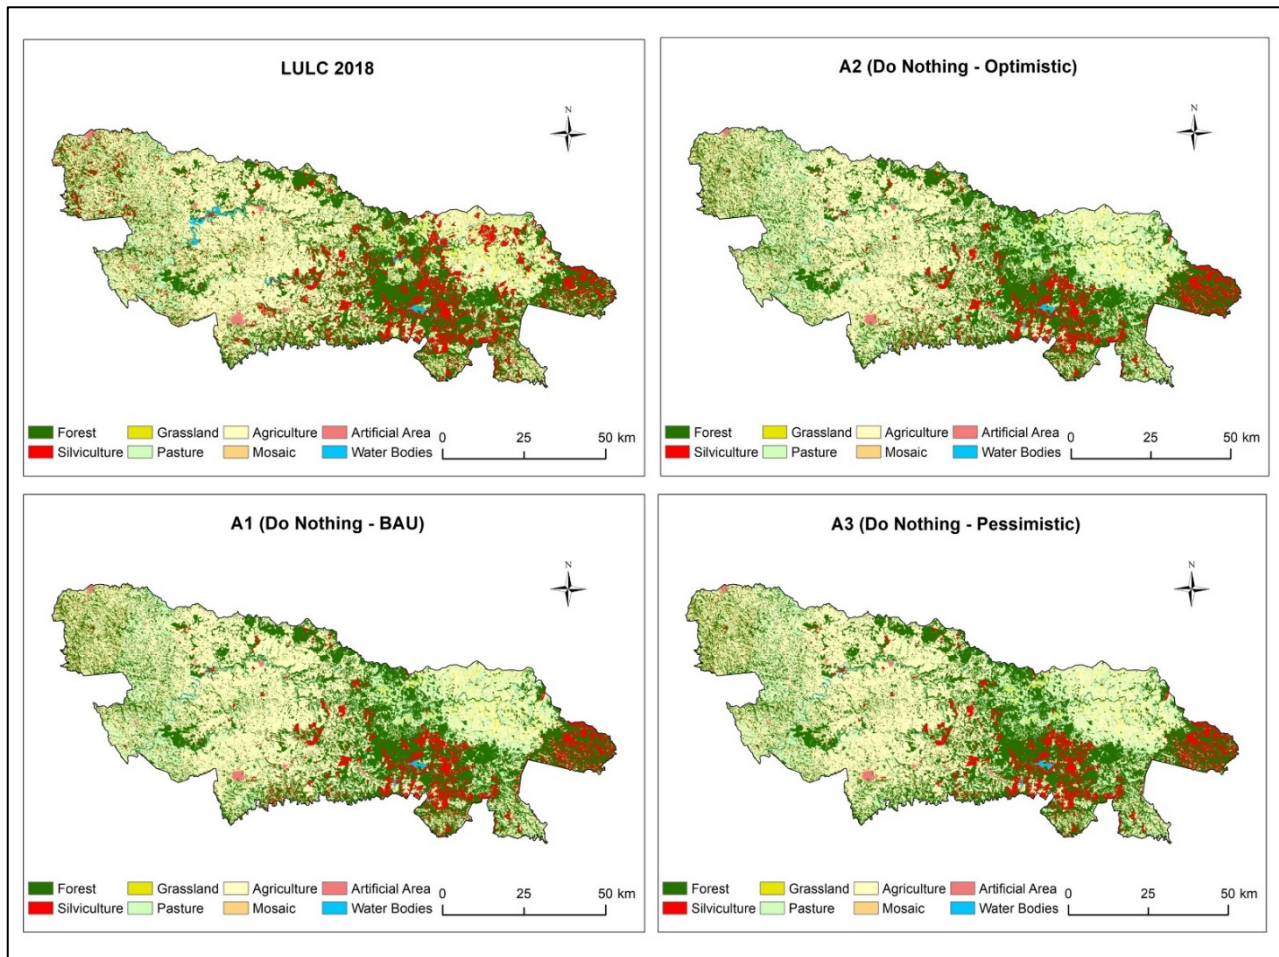 LULC 2018
N
Forest Grassland Agriculture Artificial Area 0 25 50 km
Silviculture Pasture Mosaic Water Bodies
A2 (Do Nothing - Optimistic)
N
Forest Grassland Agriculture Artificial Area 0 25 50 km
Silviculture Pasture Mosaic Water Bodies
A1 (Do Nothing - BAU)
N
Forest Grassland Agriculture Artificial Area 0 25 50 km
Silviculture Pasture Mosaic Water Bodies
A3 (Do Nothing - Pessimistic)
N
Forest Grassland Agriculture Artificial Area 0 25 50 km
Silviculture Pasture Mosaic Water Bodies